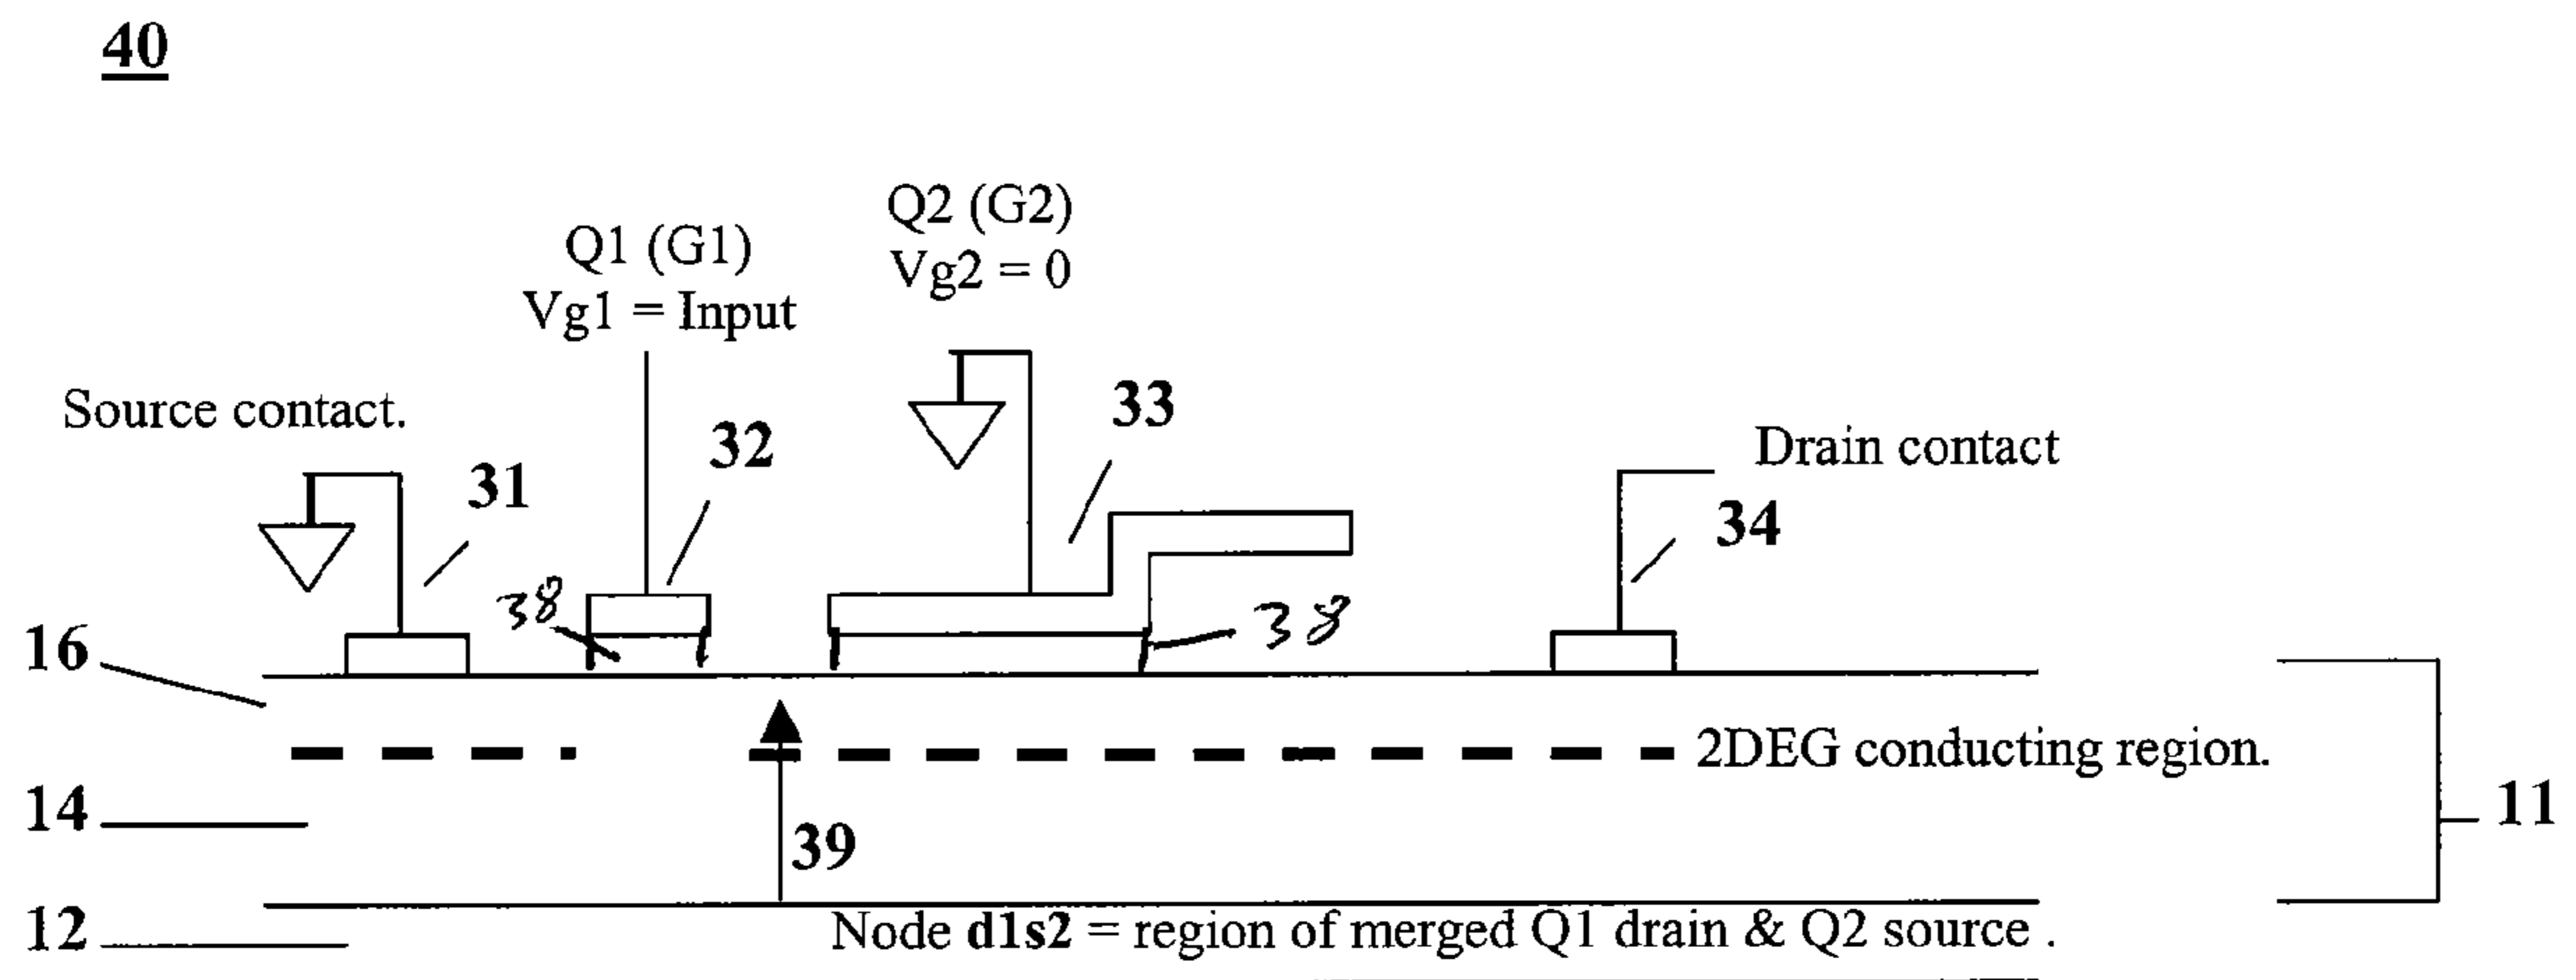 40
Q2 (G2)
Vg2 = 0
Q1 (G1)
Vg1 = Input
33
Source contact.
32
Drain contact
31
34
38
38
16
2DEG conducting region.
14
11
39
12
Node d1s2 = region of merged Q1 drain & Q2 source .